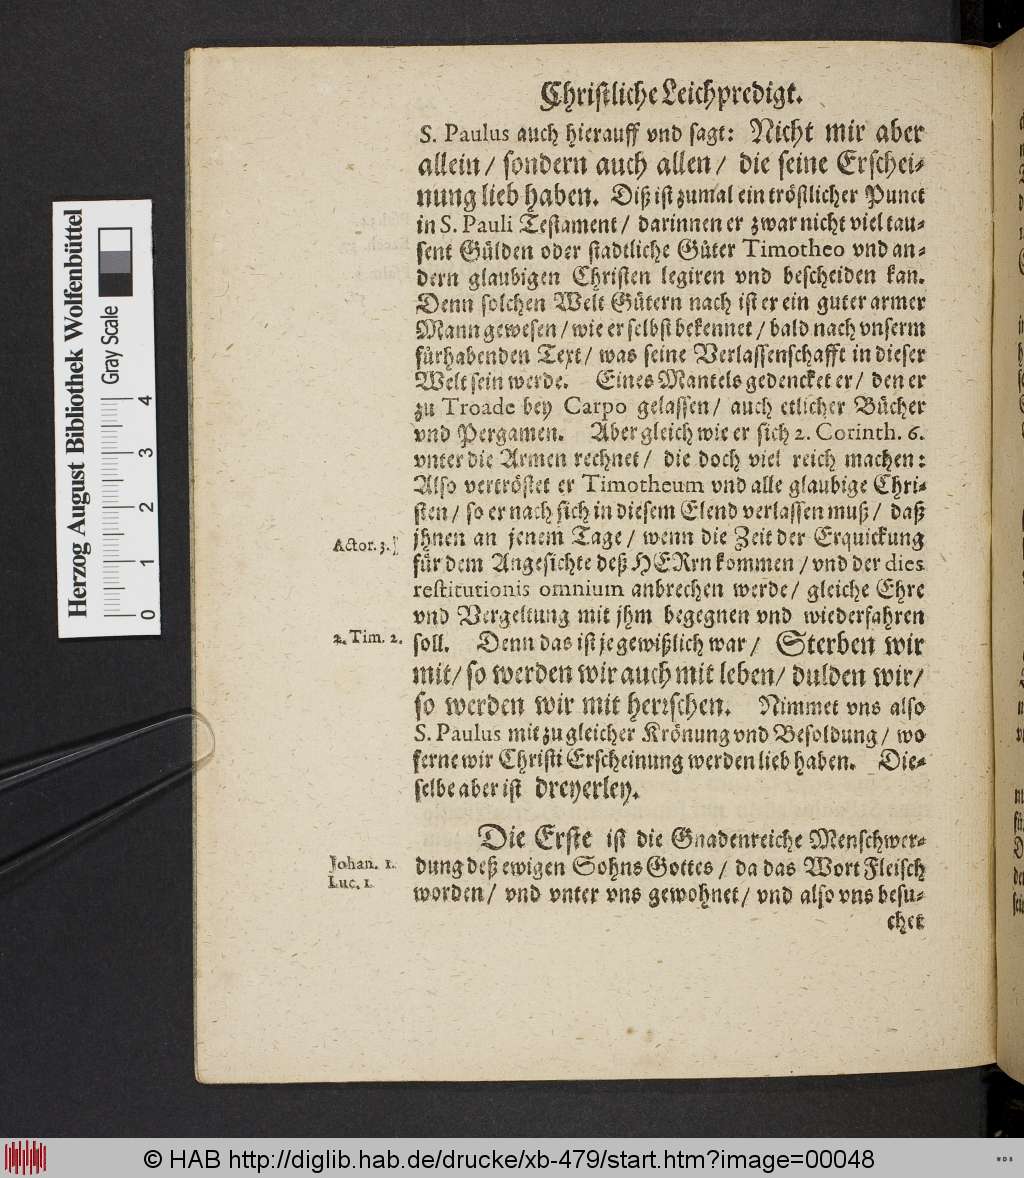 Christliche Leichpredigt.
S. Paulus auch hierauff vnd sagt: Nicht mir aber
allein/ sondern auch allen/ die seine Erschei-
nung lieb haben. Diß ist zumal ein tröstlicher Punct
in S. Pauli Testament/ darinnen er zwar nicht viel tau-
sent Gülden oder stadtliche Güter Timotheo vnd an-
dern glaubigen Christen legiren vnd bescheiden kan.
Denn solchen Welt Gütern nach ist er ein guter armer
Mann gewesen/ wie er selbst bekennet/ bald nach vnserm
fürhabenden Text/ was seine Verlassenschafft in dieser
Welt sein werde. Eines Mantels gedencket er/ den er
zu Troade bey Carpo gelassen/ auch etlicher Bücher
vnd Pergamen. Aber gleich wie er sich 2. Corinth. 6.
vnter die Armen rechnet/ die doch viel reich machen:
Also vertröstet er Timotheum vnd alle glaubige Chri-
sten/ so er nach sich in diesem Elend verlassen muß/ daß
Actor. 3.
jhnen an jenem Tage/ wenn die Zeit der Erquickung
für dem Angesichte deß HERrn kommen/ vnd der dies
restitutionis omnium anbrechen werde/ gleiche Ehre
vnd Vergeltung mit jhm begegnen vnd wiederfahren
2. Tim. 2.
soll. Denn das ist je gewißlich war/ Sterben wir
mit/ so werden wir auch mit leben/ dulden wir/
so werden wir mit herrschen. Nimmet vns also
S. Paulus mit zu gleicher Krönung vnd Besoldung/ wo
ferne wir Christi Erscheinung werden lieb haben. Die-
selbe aber ist dreyerley.
Die Erste ist die Gnadenreiche Menschwer-
Johan. 1.
dung deß ewigen Sohns Gottes/ da das Wort Fleisch
Luc. 1.
worden/ vnd vnter vns gewohnet/ vnd also vns besu-
chet
Herzog August Bibliothek Wolfenbüttel
Gray Scale
0 1 2 3 4
© HAB http://diglib.hab.de/drucke/xb-479/start.htm?image=00048